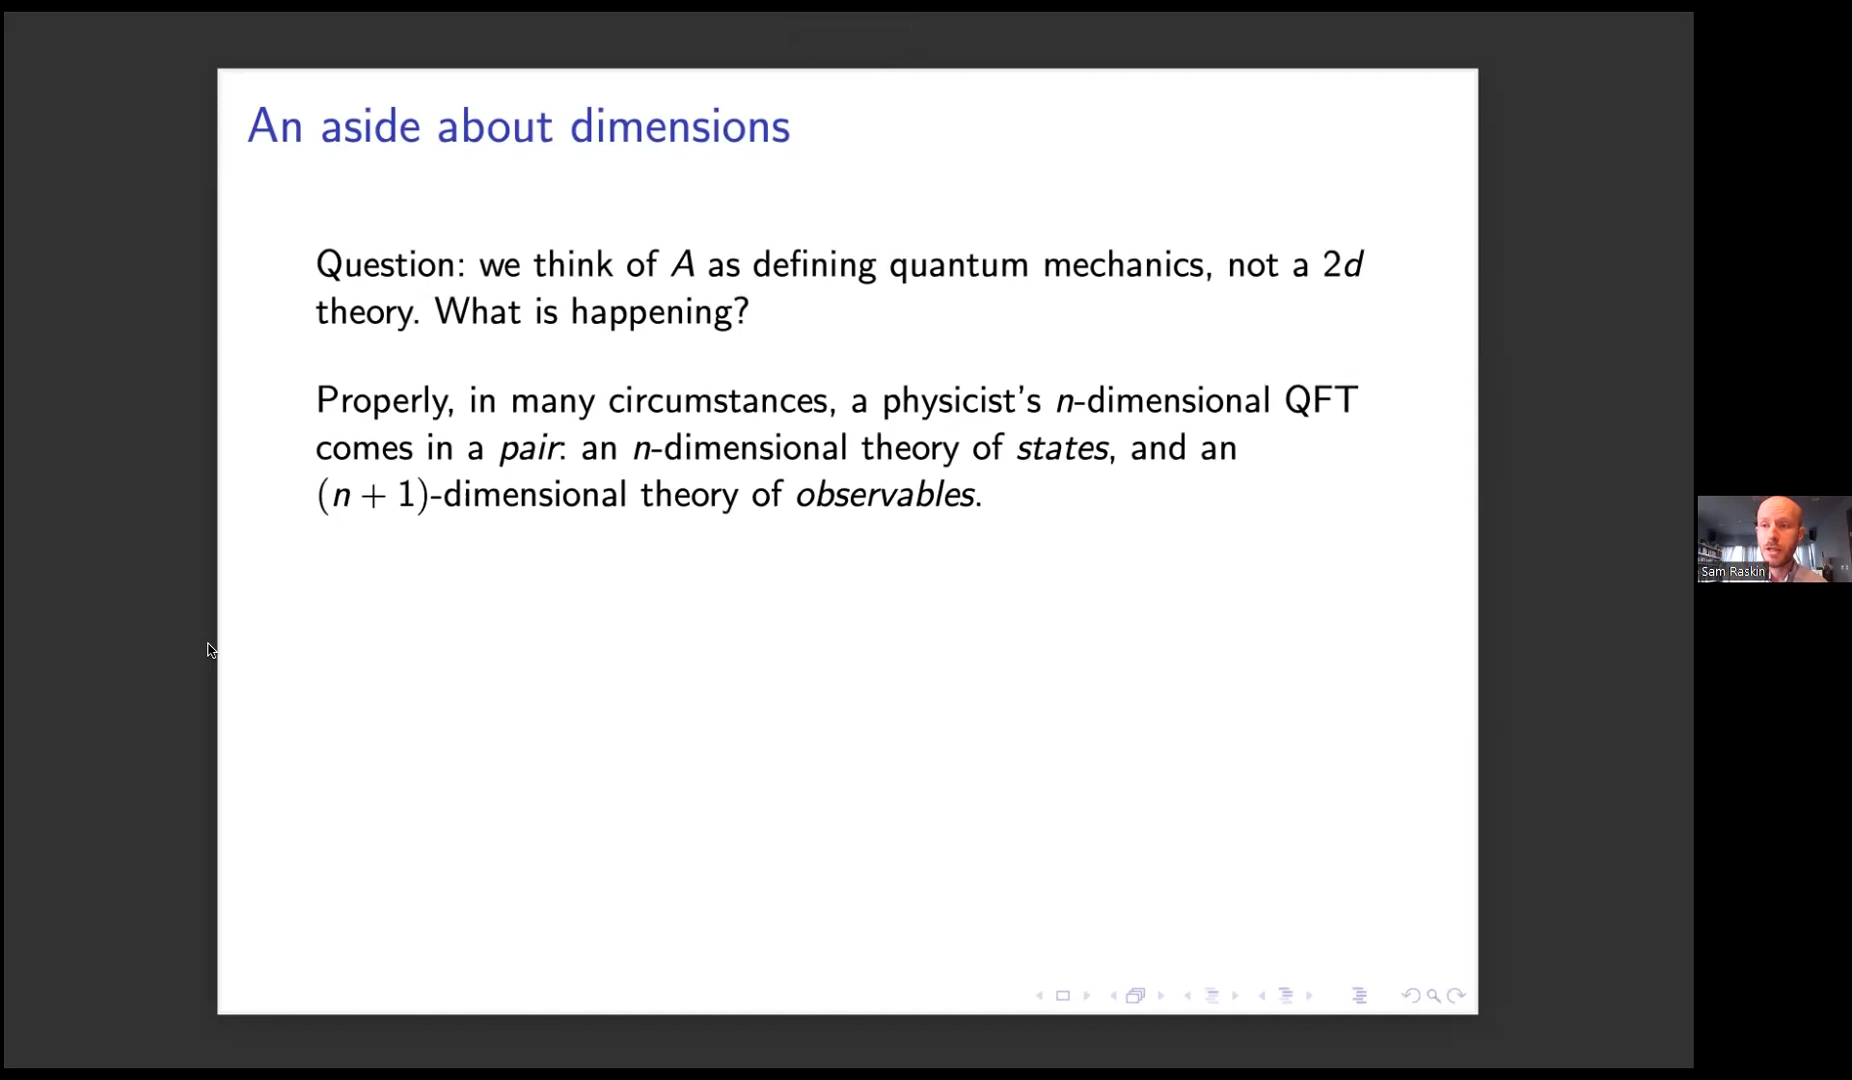 An aside about dimensions
Question: we think of A as defining quantum mechanics, not a 2d
theory. What is happening?
Properly, in many circumstances, a physicist's n-dimensional QFT
comes in a pair: an n-dimensional theory of states, and an
(n + 1)-dimensional theory of observables.
Sam Raskin